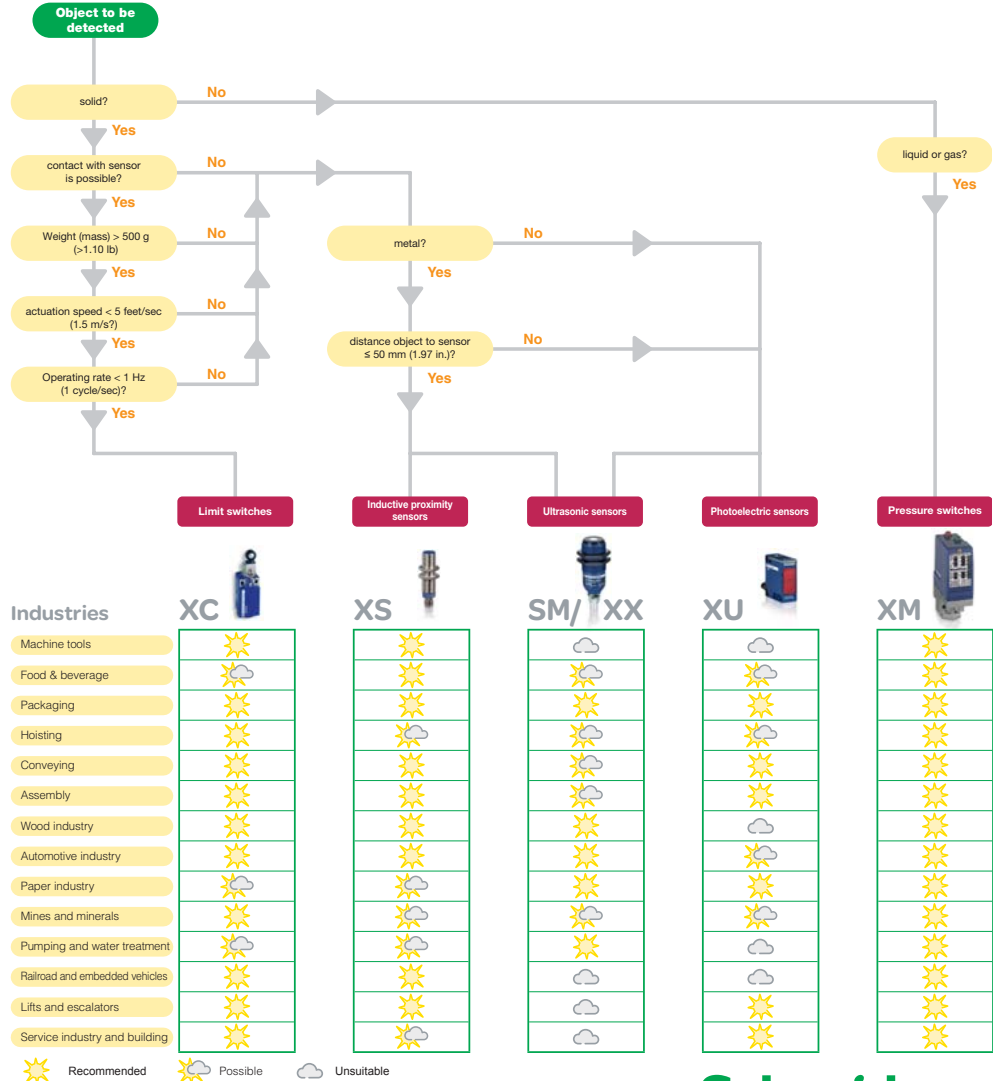 Object to be
detected
solid?
No
Yes
contact with sensor
is possible?
No
Yes
liquid or gas?
Yes
Weight (mass) > 500 g
(>1.10 lb)
No
Yes
metal?
No
Yes
actuation speed < 5 feet/sec
(1.5 m/s?)
No
Yes
distance object to sensor
≤ 50 mm (1.97 in.)?
No
Yes
Operating rate < 1 Hz
(1 cycle/sec)?
No
Yes
Limit switches
Inductive proximity
sensors
Ultrasonic sensors
Photoelectric sensors
Pressure switches
Industries
XC
XS
SM/ XX
XU
XM
Machine tools
Food & beverage
Packaging
Hoisting
Conveying
Assembly
Wood industry
Automotive industry
Paper industry
Mines and minerals
Pumping and water treatment
Railroad and embedded vehicles
Lifts and escalators
Service industry and building
Recommended
Possible
Unsuitable